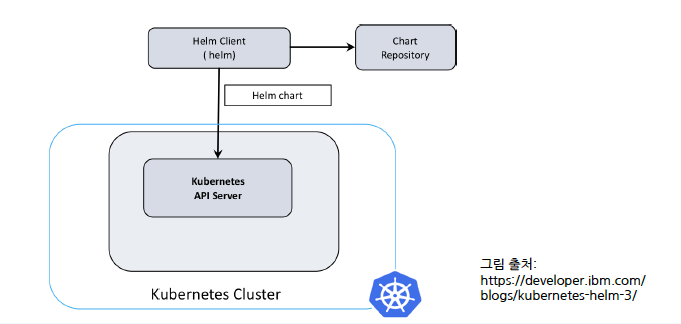 Helm Client
( helm)
Chart
Repository
Helm chart
Kubernetes
API Server
Kubernetes Cluster
그림 출처:
https://developer.ibm.com/
blogs/kubernetes-helm-3/